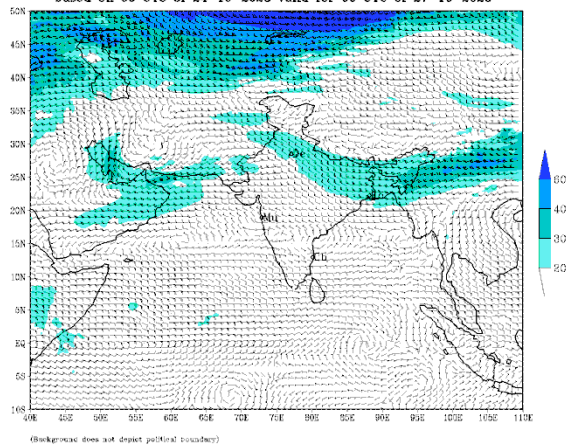 50N
45N
40N
35N
30N
25N
20N
15N
10N
5N
EQ
5S
10S
40E 45E 50E 55E 60E 65E 70E 75E 80E 85E 90E 95E 100E 105E 110E
60
40
30
20
(Background does not depict political boundary)